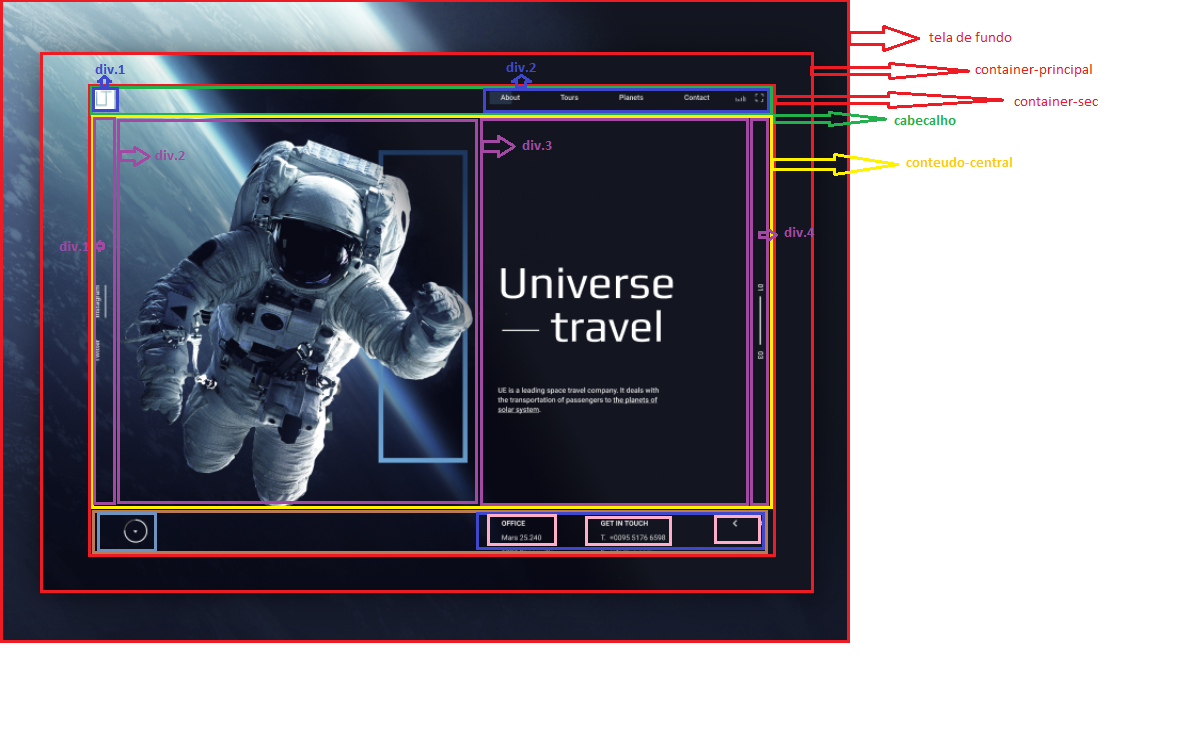 tela de fundo
div.1
div.2
container-principal
About Tours Planets Contact
container-sec
cabecalho
div.2
div.3
conteudo-central
div.1
div.4
Universe
travel
Instagram
Twitter
01
03
UE is a leading space travel company. It deals with
the transportation of passengers to the planets of
solar system.
OFFICE
GET IN TOUCH
Mars 25.240
T. +0095 5176 6598